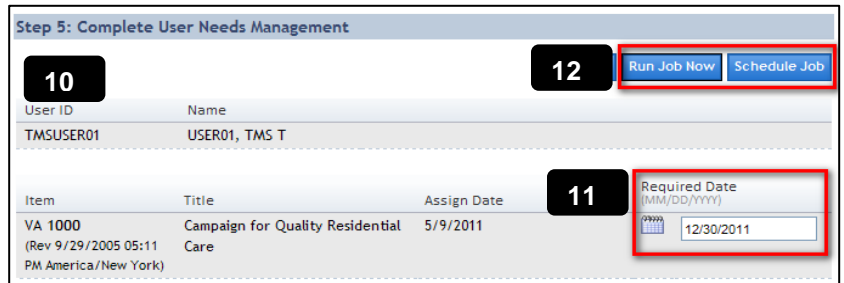 Step 5: Complete User Needs Management
10
12
Run Job Now Schedule Job
User ID Name
TMSUSER01 USER01, TMS T
11
Item Title Assign Date Required Date
(MM/DD/YYYY)
VA 1000 Campaign for Quality Residential 5/9/2011 12/30/2011
(Rev 9/29/2005 05:11 Care
PM America/New York)